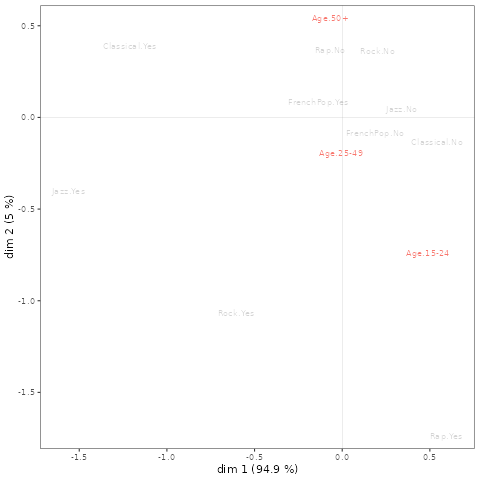 0.5
Age.50+
Classical.Yes
Rap.No
Rock.No
FrenchPop.Yes
Jazz.No
0.0
FrenchPop.No
Classical.No
Age.25-49
Jazz.Yes
-0.5
Age.15-24
-1.0
Rock.Yes
-1.5
Rap.Yes
dim 2 (5 %)
-1.5 -1.0 -0.5 0.0 0.5
dim 1 (94.9 %)